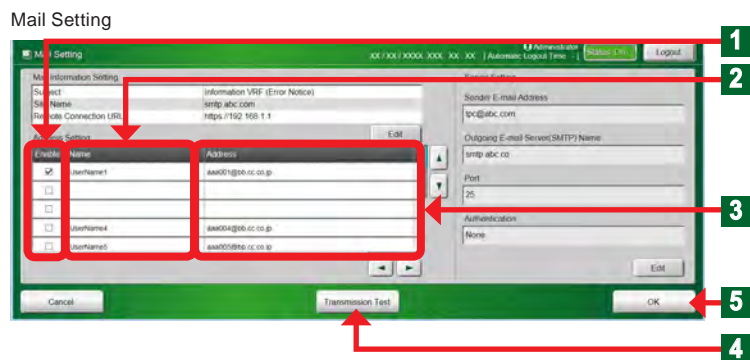 Mail Setting
1
Mail Setting
XX / XX / XXXX XXX XX XX | Automatic Logout Time - |
Administrator
Status On
Logout
2
Mail Information Setting
Subject Information VRF (Error Notice)
Site Name smtp abc com
Remote Connection URL https //192 168 1 1
Address Setting
Edit
Enable Name Address
UserName1 aaa001@bb.cc.co.jp
UserName4 aaa004@bb.cc.co.jp
UserName5 aaa005@bb.cc.co.jp
Server Setting
Sender E-mail Address
tpc@abc.com
Outgoing E-mail Server(SMTP) Name
smtp abc co
Port
25
Authentication
None
Edit
3
Cancel
Transmission Test
OK
5
4